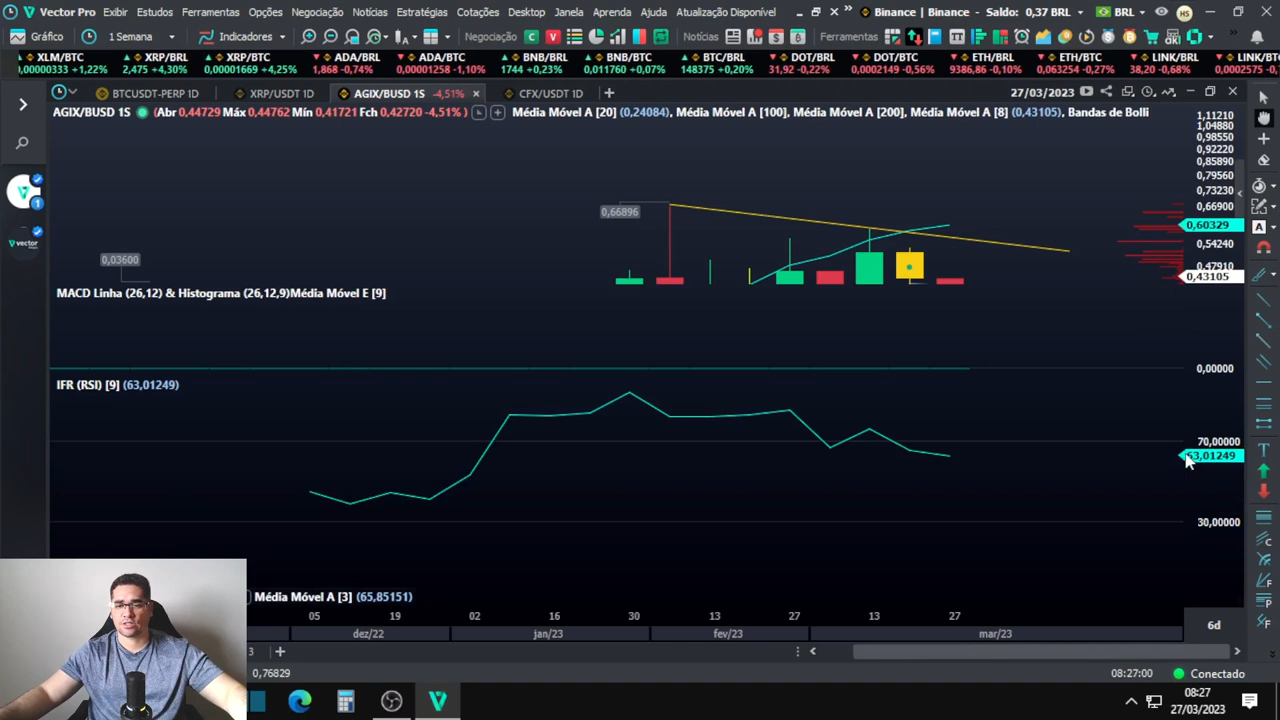 Vector Pro Exibir Estudos Ferramentas Opções Negociação Notícias Estratégias Cotações Desktop Janela Aprenda Ajuda Atualização Disponível Binance | Binance - Saldo: 0,37 BRL BRL HS
Gráfico 1 Semana Indicadores Negociação Notícias Ferramentas
XLM/BTC XRP/BRL XRP/BTC ADA/BRL ADA/BTC BNB/BRL BNB/BTC BTC/BRL DOT/BRL DOT/BTC ETH/BRL ETH/BTC LINK/BRL LINK/BTC
0,00000333 +1,22% 2,475 +4,30% 0,00001669 +4,25% 1,868 -0,74% 0,00001258 -1,10% 1744 +0,23% 0,011760 +0,07% 148375 +0,20% 31,92 -0,22% 0,0002149 -0,56% 9386,86 -0,10% 0,063254 -0,27% 38,20 -0,68%
BTCUSDT-PERP 1D XRP/USDT 1D AGIX/BUSD 1S -4,51% × CFX/USDT 1D + 27/03/2023
AGIX/BUSD 1S (Abr 0,44729 Máx 0,44762 Mín 0,41721 Fch 0,42720 -4,51%) Média Móvel A [20] (0,24084), Média Móvel A [100], Média Móvel A [200], Média Móvel A [8] (0,43105), Bandas de Bolli
1,11210
1,04880
0,98550
0,92220
0,85890
0,79560
0,73230
0,66900
0,66896
0,60329
0,54240
0,47910
0,43105
0,03600
MACD Linha (26,12) & Histograma (26,12,9)Média Móvel E [9]
0,00000
IFR (RSI) [9] (63,01249)
70,00000
63,01249
30,00000
Média Móvel A [3] (65,85151)
05 19 02 16 30 13 27 13 27
dez/22 jan/23 fev/23 mar/23
6d
3 +
0,76829 08:27:00 Conectado
08:27
27/03/2023